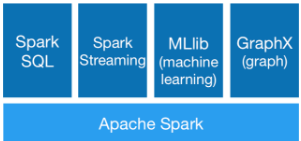 Spark
SQL
Spark
Streaming
MLlib
(machine
learning)
GraphX
(graph)
Apache Spark